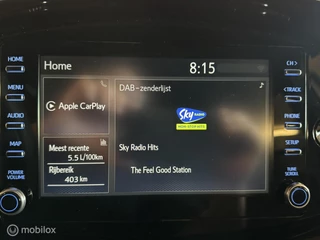 HOME
MENU
AUDIO
MAP
POWER
VOLUME
Home
8:15
Apple CarPlay
Meest recente
5.5 L/100km
Rijbereik
403 km
DAB-zenderlijst
Sky RADIO
Sky Radio Hits
The Feel Good Station
CH >
<TRACK
PHONE
SETUP
TUNE
SCROLL
© Marktplaats